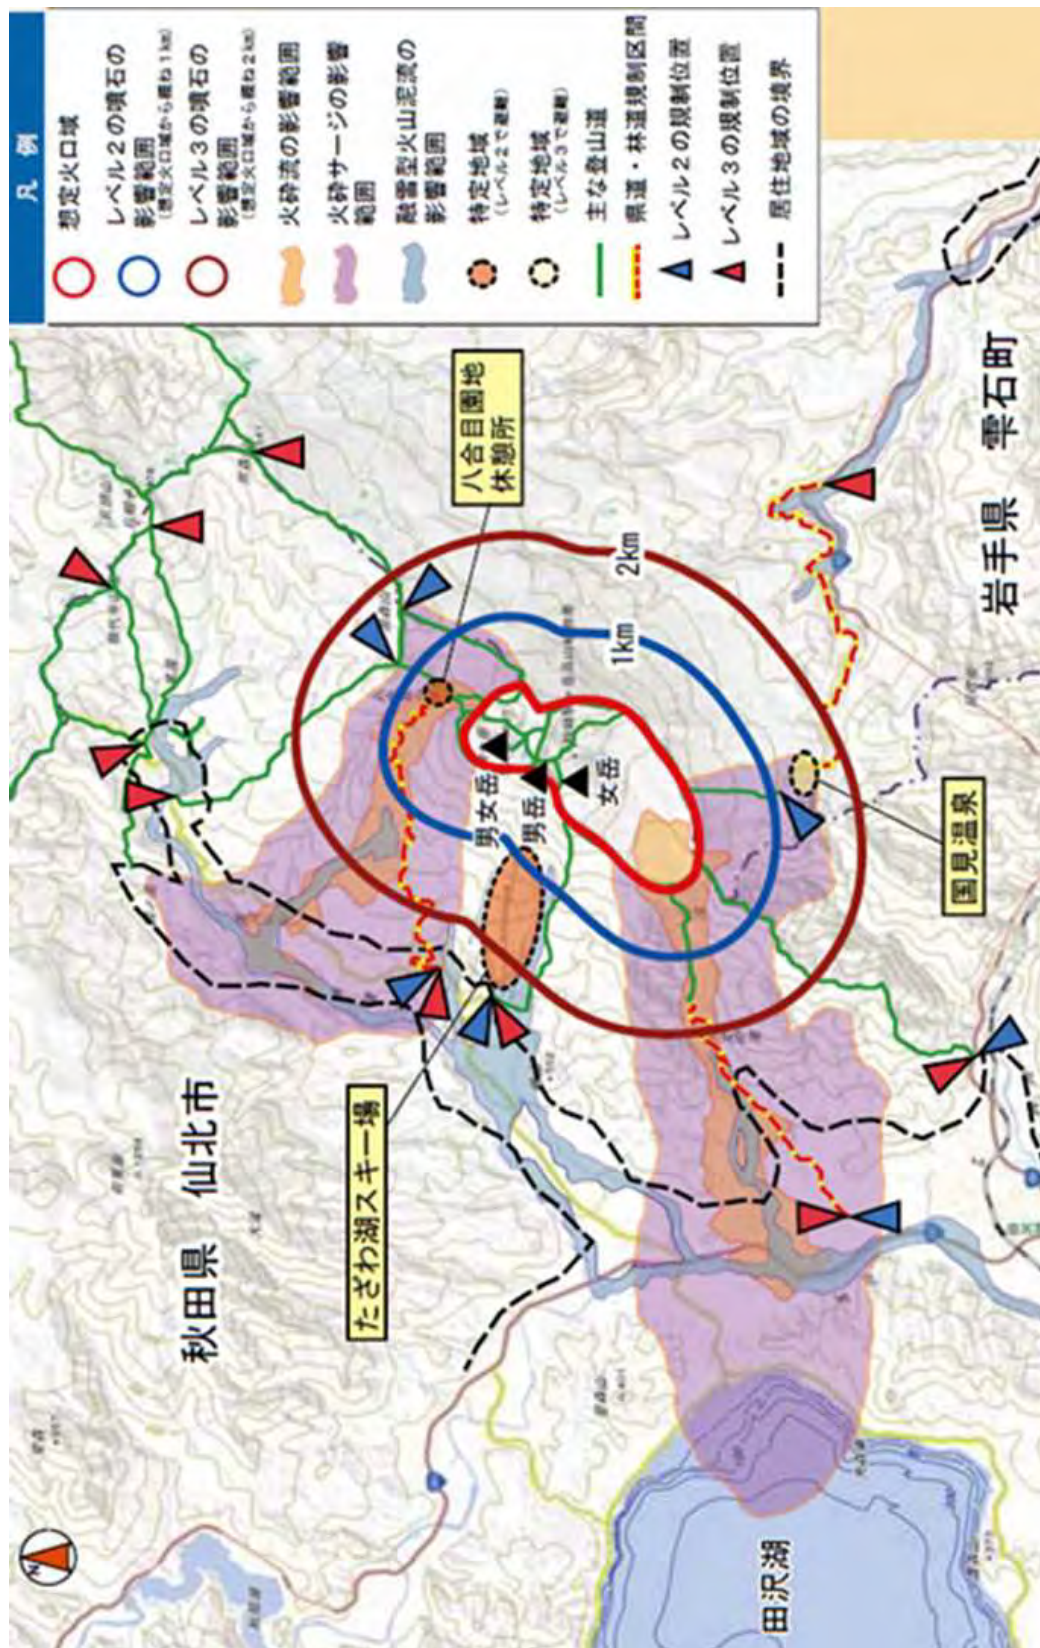 凡 例
想定火口域
レベル2の噴石の
影響範囲
(想定火口域から概ね1km)
レベル3の噴石の
影響範囲
(想定火口域から概ね2km)
火砕流の影響範囲
火砕サージの影響
範囲
融雪型火山泥流の
影響範囲
特定地域
(レベル2で避難)
特定地域
(レベル3で避難)
主な登山道
県道・林道規制区間
レベル2の規制位置
レベル3の規制位置
居住地域の境界
N
秋田県 仙北市
八合目園地
休憩所
たざわ湖スキー場
男女岳
男岳
女岳
1km
2km
国見温泉
岩手県 雫石町
田沢湖